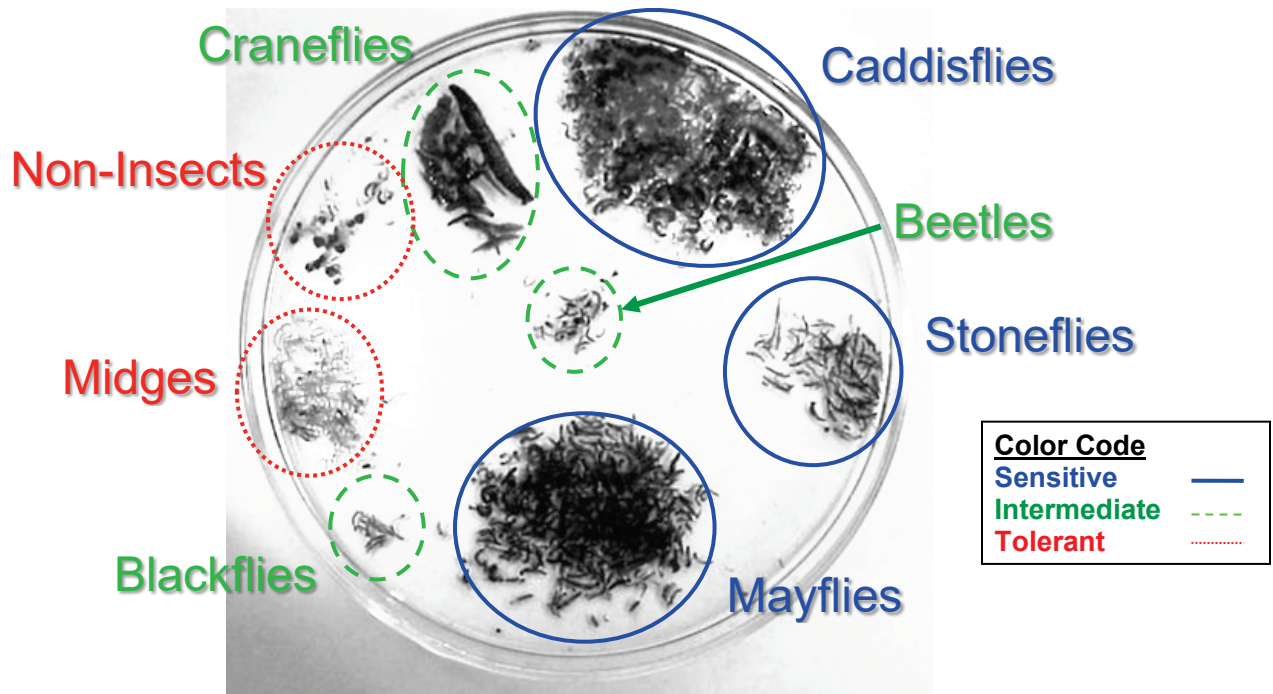 Craneflies
Caddisflies
Non-Insects
Beetles
Stoneflies
Midges
Color Code
Sensitive
Intermediate
Tolerant
Blackflies
Mayflies